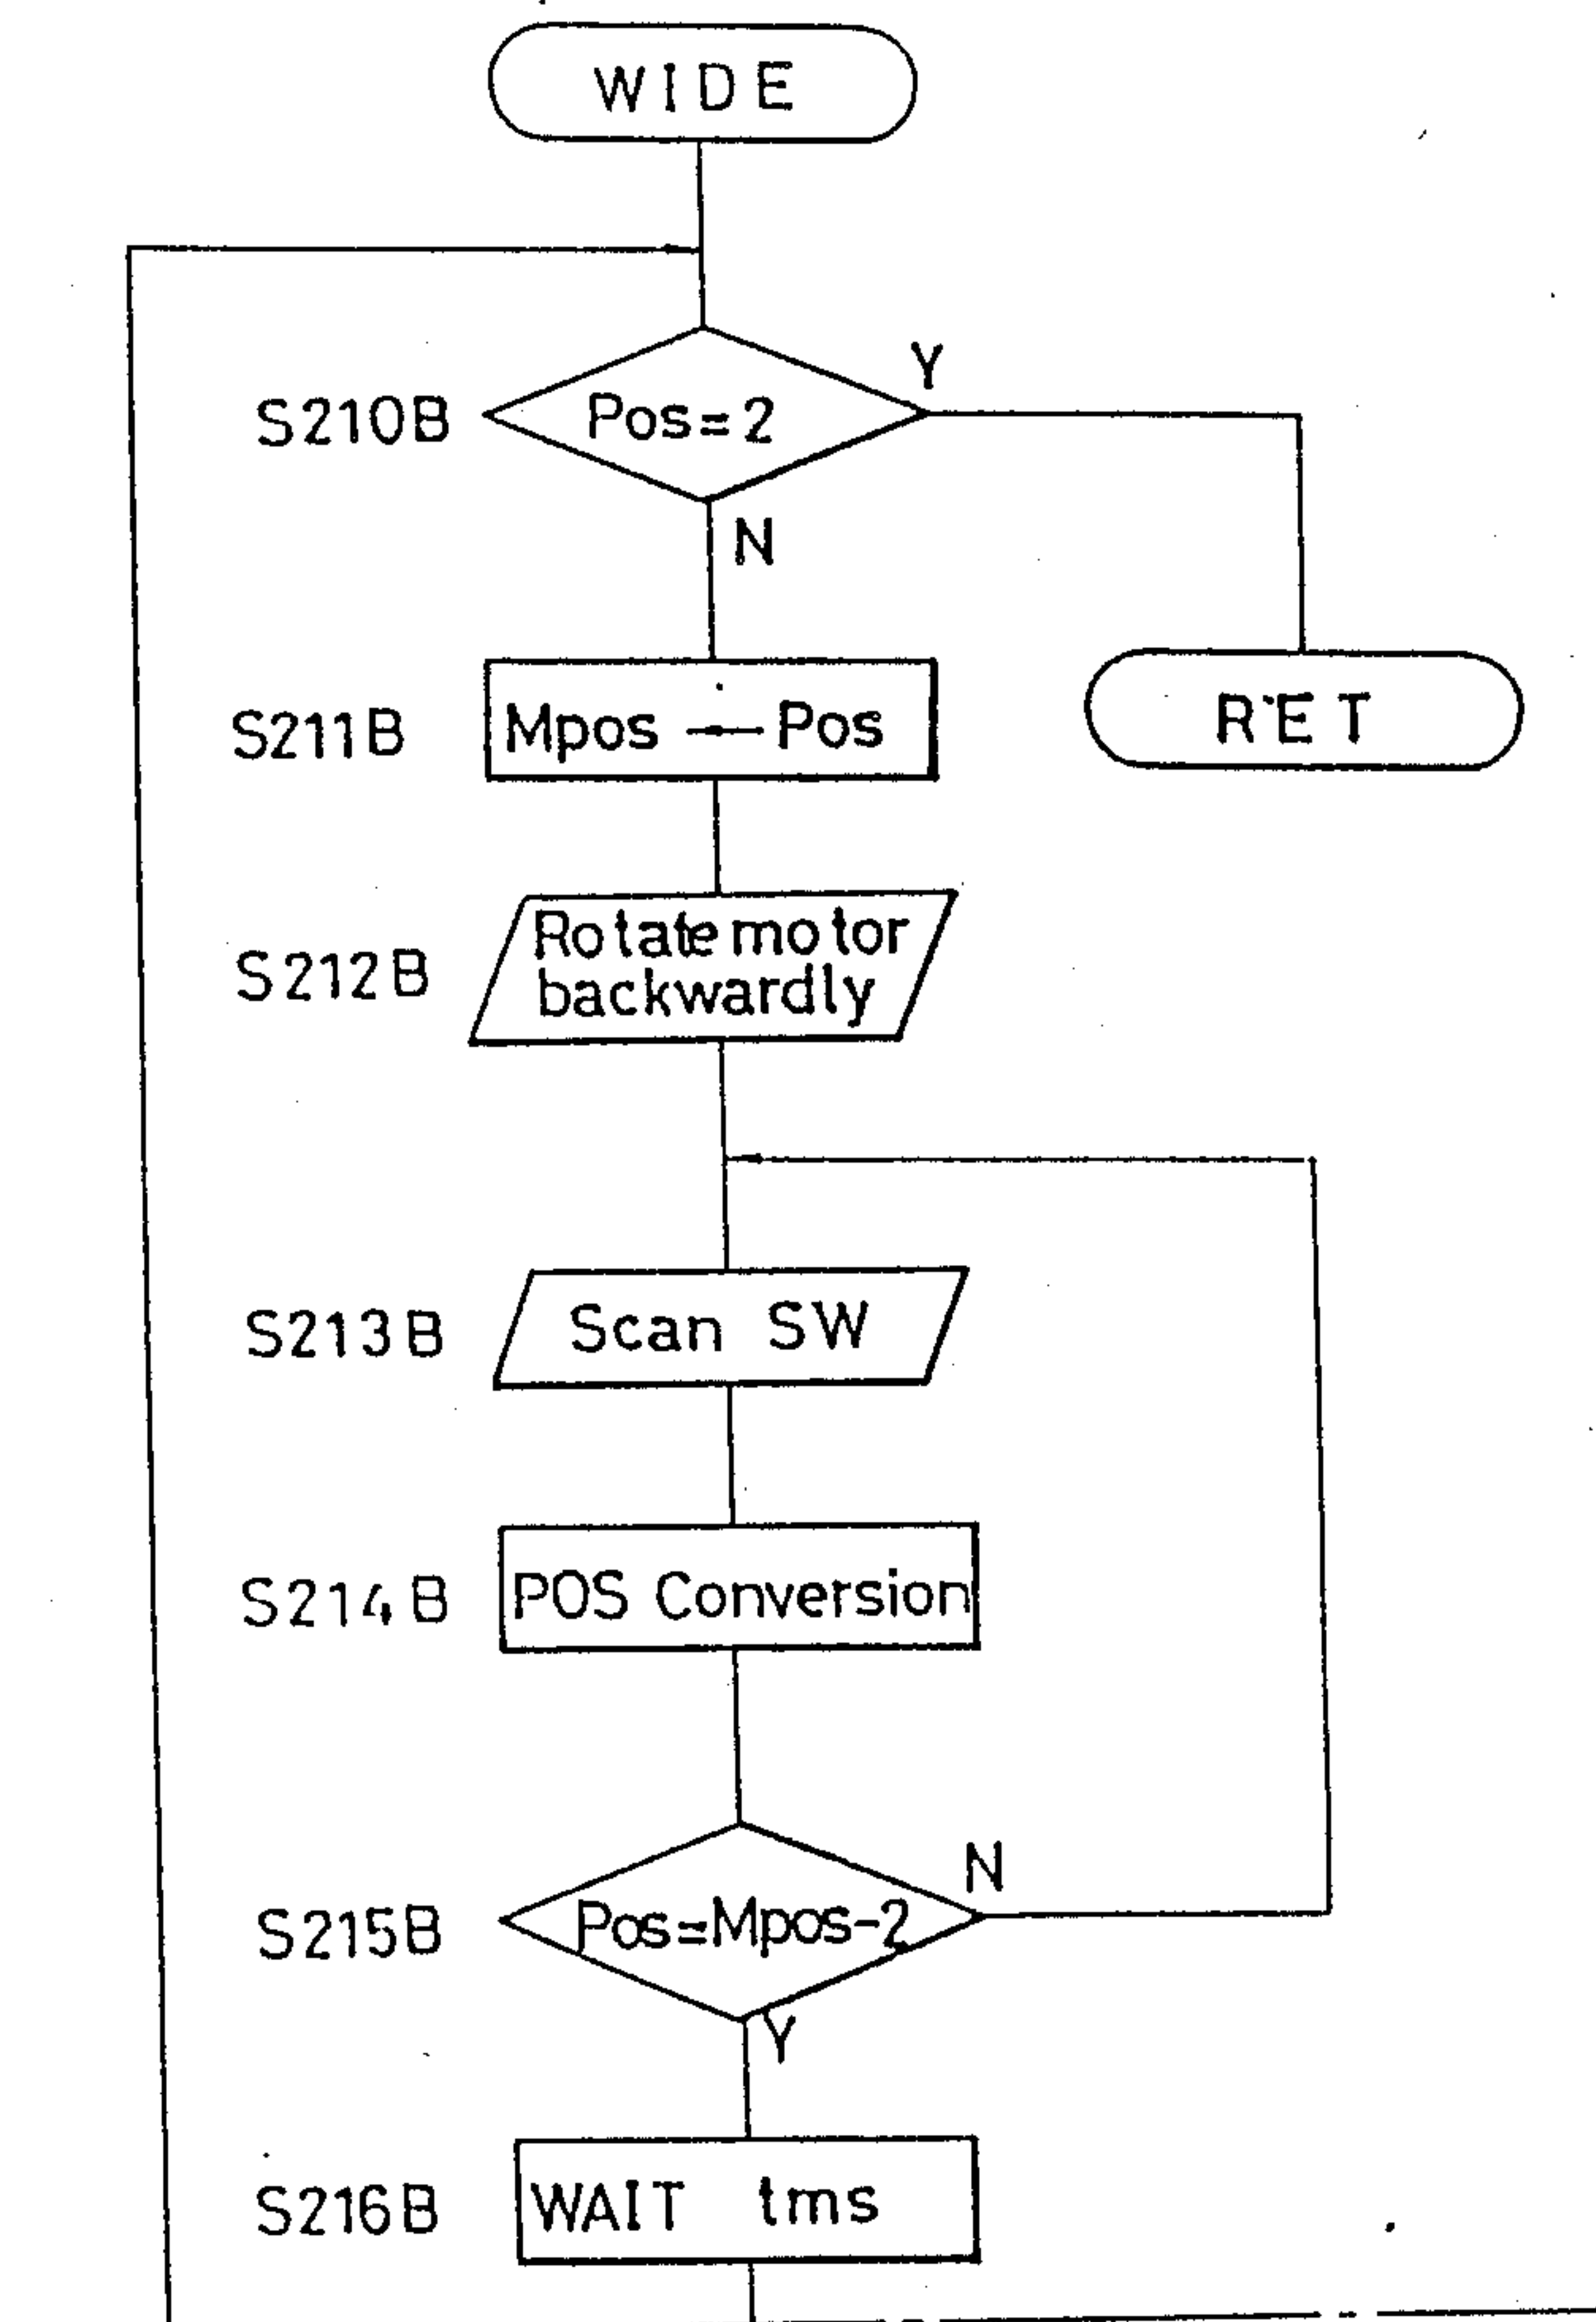 WIDE
Y
S210B
Pos=2
N
S211B
Mpos ← Pos
RET
S212B
Rotate motor
backwardly
S213B
Scan SW
S214B
POS Conversion
N
S215B
Pos=Mpos-2
Y
S216B
WAIT tms